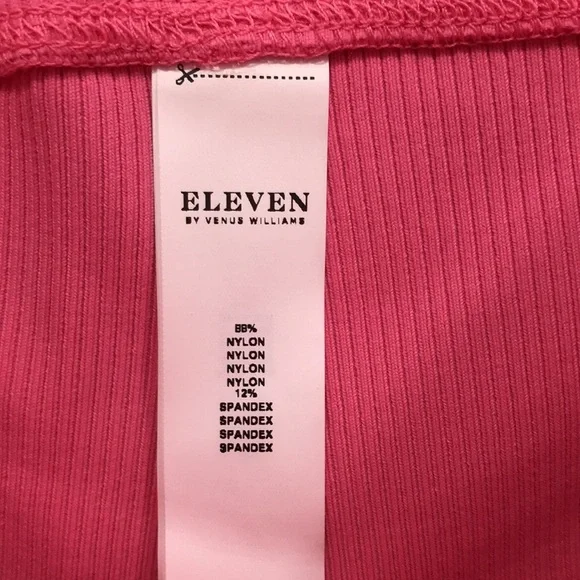 ELEVEN
BY VENUS WILLIAMS
88%
NYLON
NYLON
NYLON
NYLON
12%
SPANDEX
SPANDEX
SPANDEX
SPANDEX